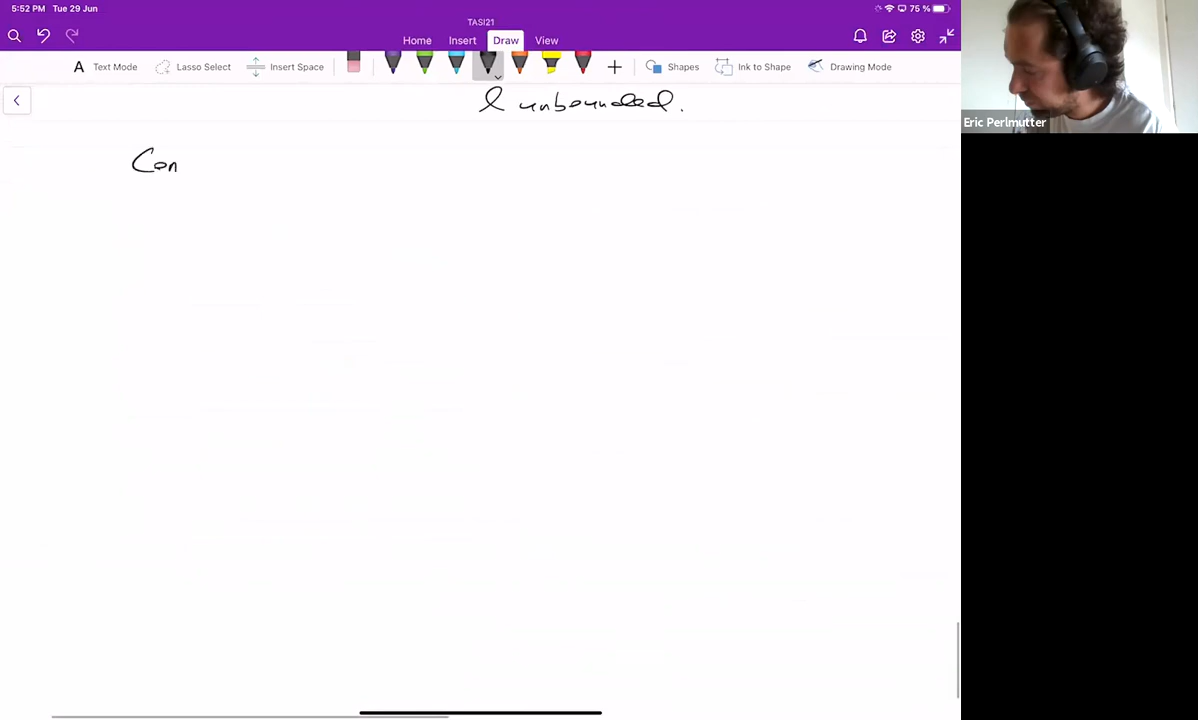 5:52 PM Tue 29 Jun
75 %
TASI21
Home Insert Draw View
A Text Mode Lasso Select Insert Space Shapes Ink to Shape Drawing Mode
l unbounded.
Con
Eric Perlmutter